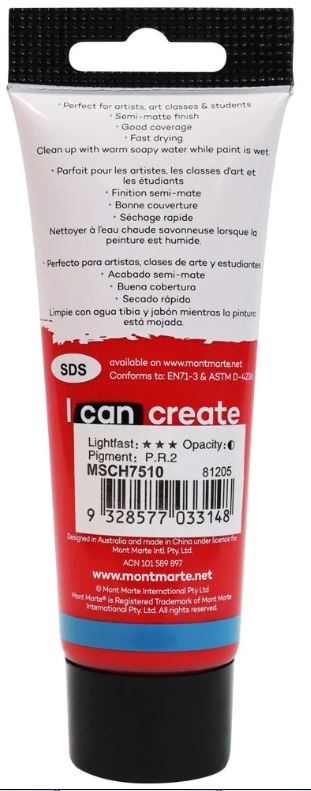 • Perfect for artists, art classes & students
• Semi-matte finish
• Good coverage
• Fast drying
Clean up with warm soapy water while paint is wet.
• Parfait pour les artistes, les classes d'art et
les étudiants
• Finition semi-mate
• Bonne couverture
• Séchage rapide
Nettoyer à l'eau chaude savonneuse lorsque la
peinture est humide.
• Perfecto para artistas, clases de arte y estudiantes
• Acabado semi-mate
• Buena cobertura
• Secado rápido
Limpie con agua tibia y jabón mientras la pintura
está mojada.
SDS
available on www.montmarte.net
Conforms to: EN71-3 & ASTM D-4236
I can create
Lightfast: ★ ★ ★ Opacity: ◐
Pigment: P.R.2
MSCH7510 81205
9 328577 033148
Designed in Australia and made in China under licence for
Mont Marte Intl. Pty. Ltd.
ACN 101 589 897
www.montmarte.net
© Mont Marte International Pty Ltd
Mont Marte® is Registered Trademark of Mont Marte
International Pty. Ltd. All rights reserved.